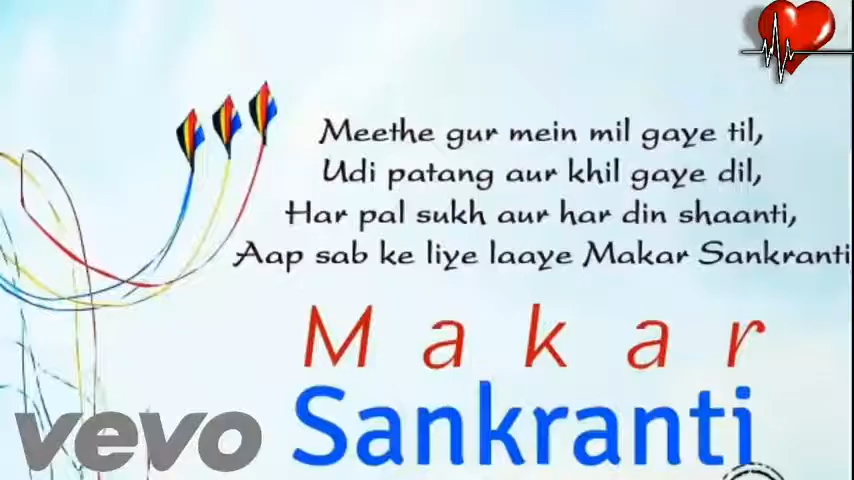 Meethe gur mein mil gaye til,
Udi patang aur khil gaye dil,
Har pal sukh aur har din shaanti,
Aap sab ke liye laaye Makar Sankranti
Makar
Sankranti
vevo